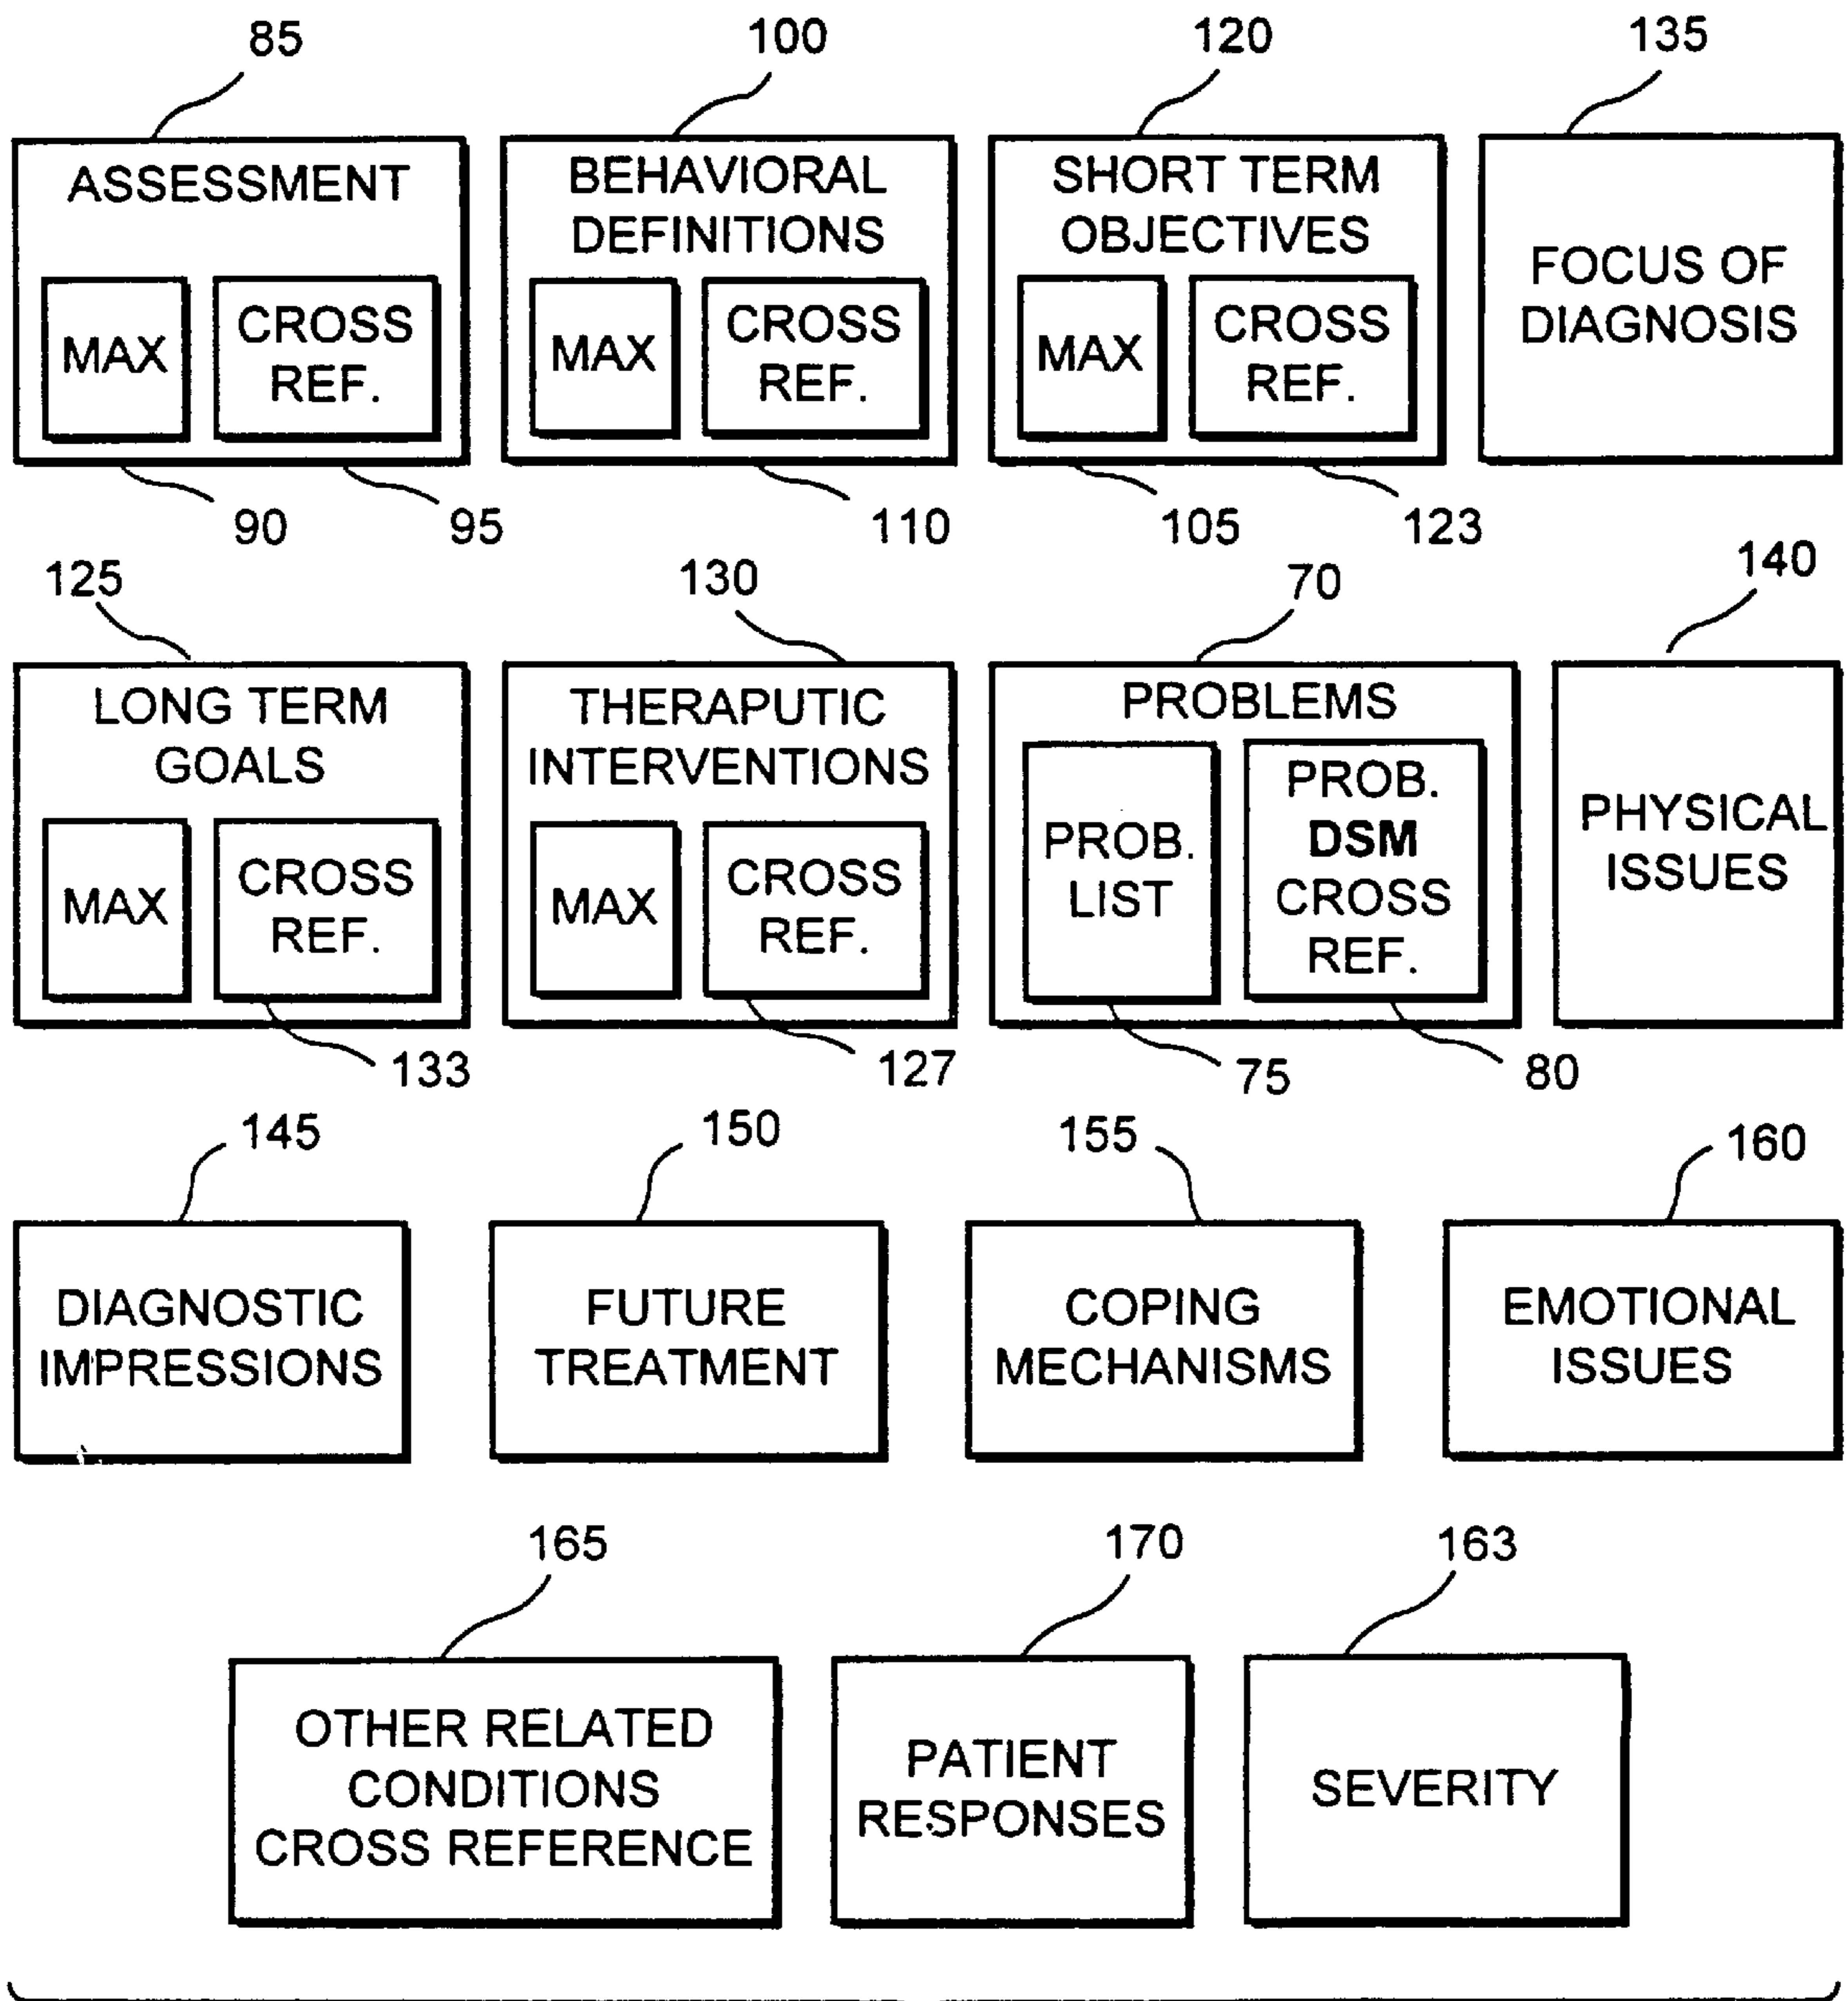 85
100
120
135
ASSESSMENT
MAX
CROSS
REF.
90
95
BEHAVIORAL
DEFINITIONS
MAX
CROSS
REF.
110
SHORT TERM
OBJECTIVES
MAX
CROSS
REF.
105
123
FOCUS OF
DIAGNOSIS
125
130
70
140
LONG TERM
GOALS
MAX
CROSS
REF.
133
THERAPUTIC
INTERVENTIONS
MAX
CROSS
REF.
127
PROBLEMS
PROB.
LIST
PROB.
DSM
CROSS
REF.
75
80
PHYSICAL
ISSUES
145
150
155
160
DIAGNOSTIC
IMPRESSIONS
FUTURE
TREATMENT
COPING
MECHANISMS
EMOTIONAL
ISSUES
165
170
163
OTHER RELATED
CONDITIONS
CROSS REFERENCE
PATIENT
RESPONSES
SEVERITY